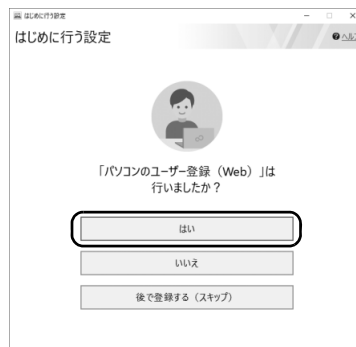 はじめに行う設定
はじめに行う設定
「パソコンのユーザー登録（Web）」は
行いましたか？
はい
いいえ
後で登録する（スキップ）